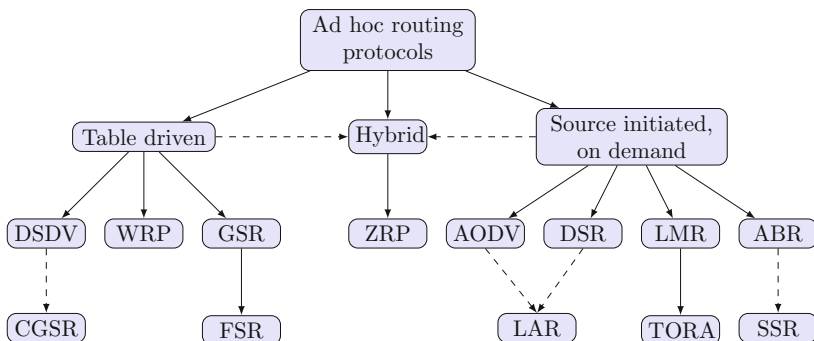 Ad hoc routing
protocols
Table driven
Hybrid
Source initiated,
on demand
DSDV
WRP
GSR
ZRP
AODV
DSR
LMR
ABR
CGSR
FSR
LAR
TORA
SSR